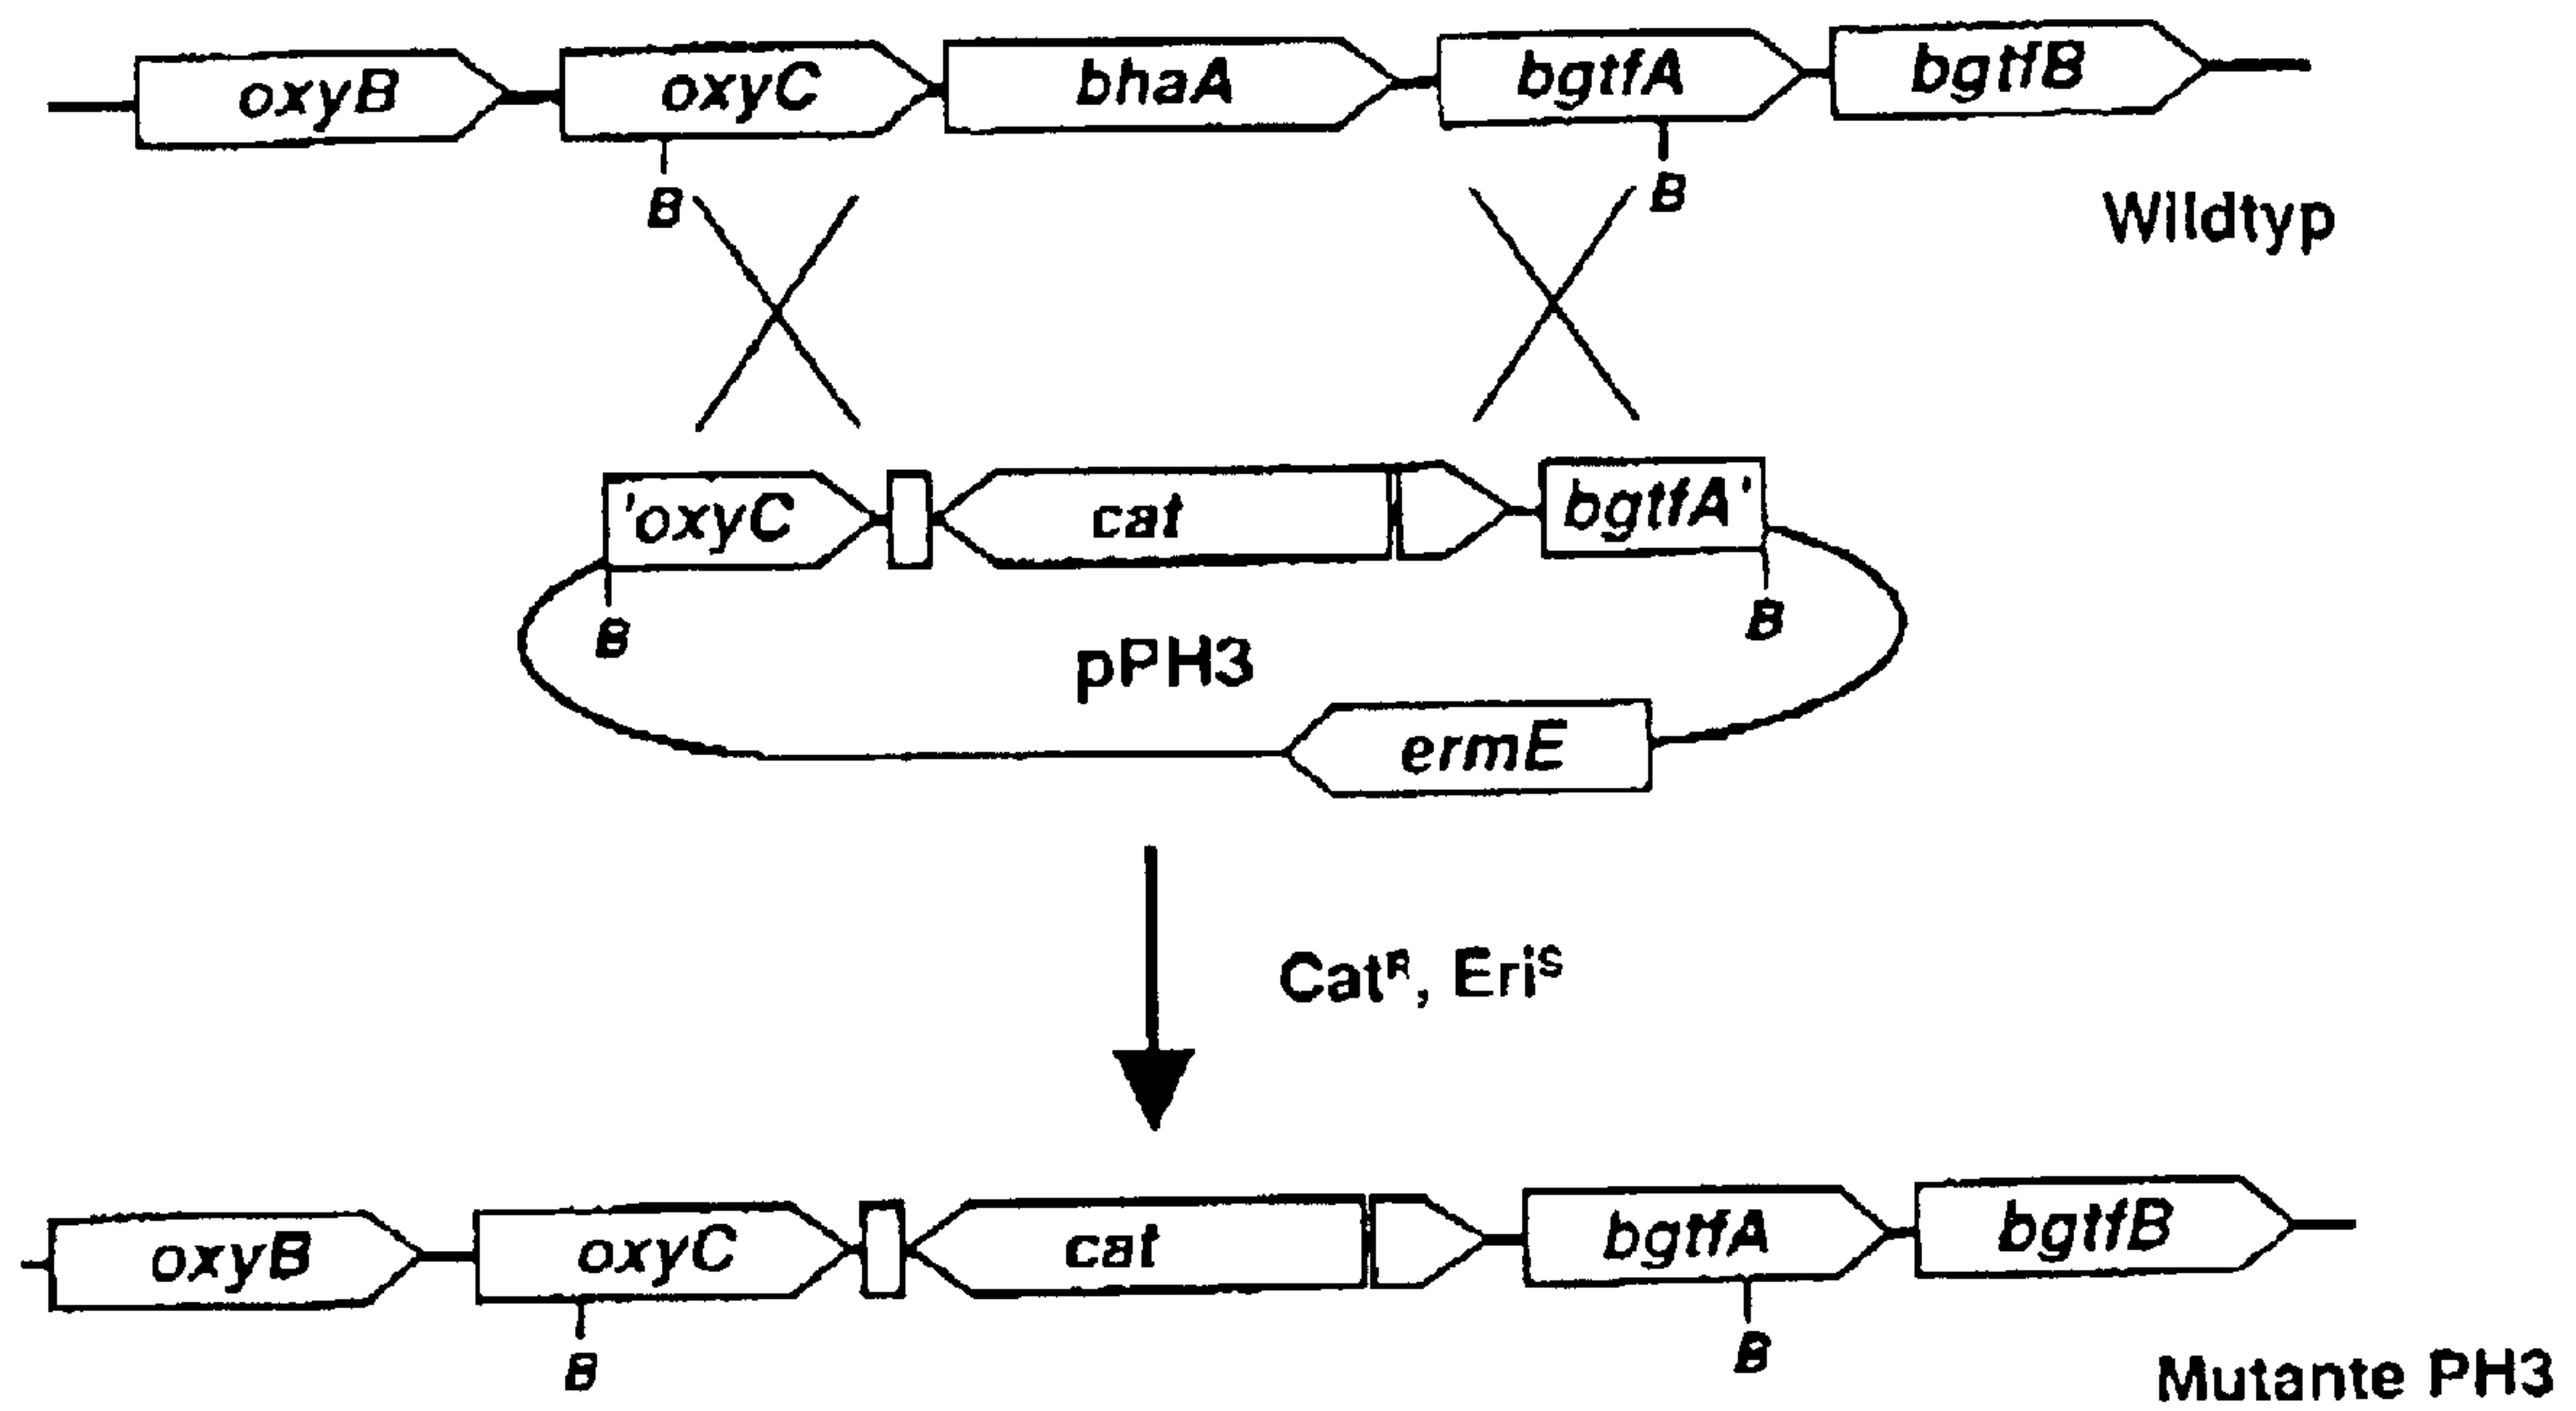 oxyB oxyC bhaA bgtfA bgtfB
B B
Wildtyp
'oxyC cat bgtfA'
B B
pPH3
ermE
Catᴿ, Eriˢ
oxyB oxyC cat bgtfA bgtfB
B B
Mutante PH3